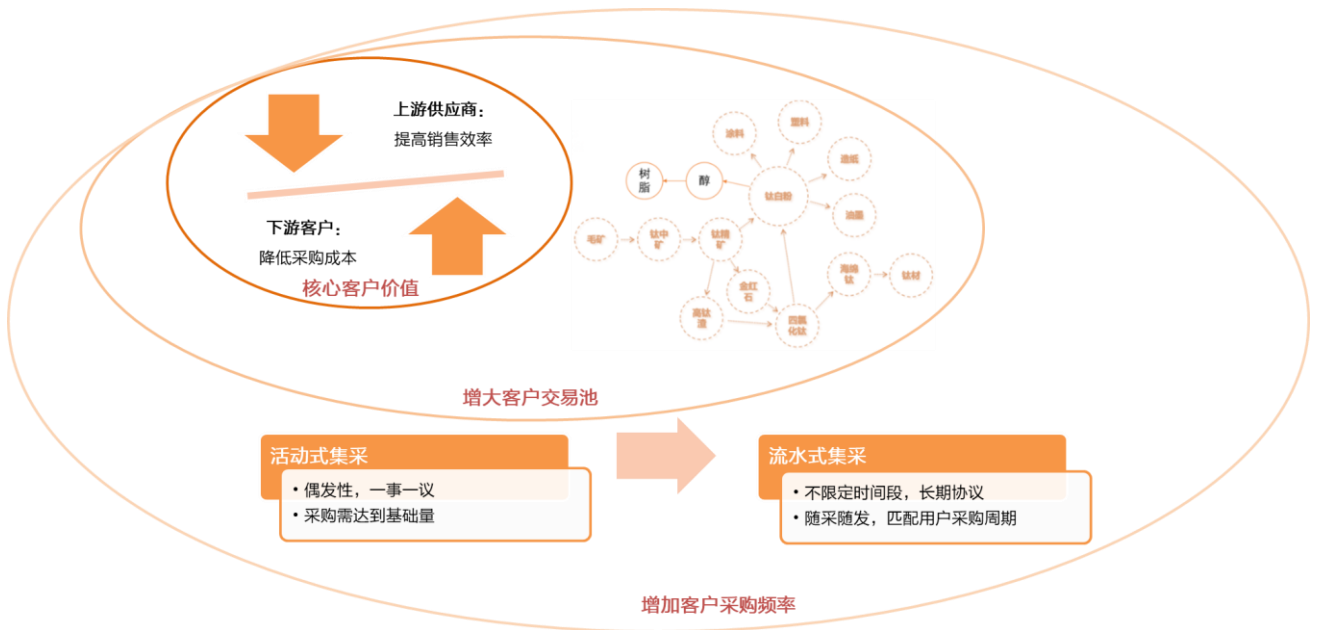 上游供应商：
提高销售效率
下游客户：
降低采购成本
核心客户价值
涂料
塑料
造纸
油墨
钛白粉
醇
树
脂
毛矿
钛中
矿
钛精
矿
金红
石
高钛
渣
四氯
化钛
海绵
钛
钛材
增大客户交易池
活动式集采
• 偶发性，一事一议
• 采购需达到基础量
流水式集采
• 不限定时间段，长期协议
• 随采随发，匹配用户采购周期
增加客户采购频率